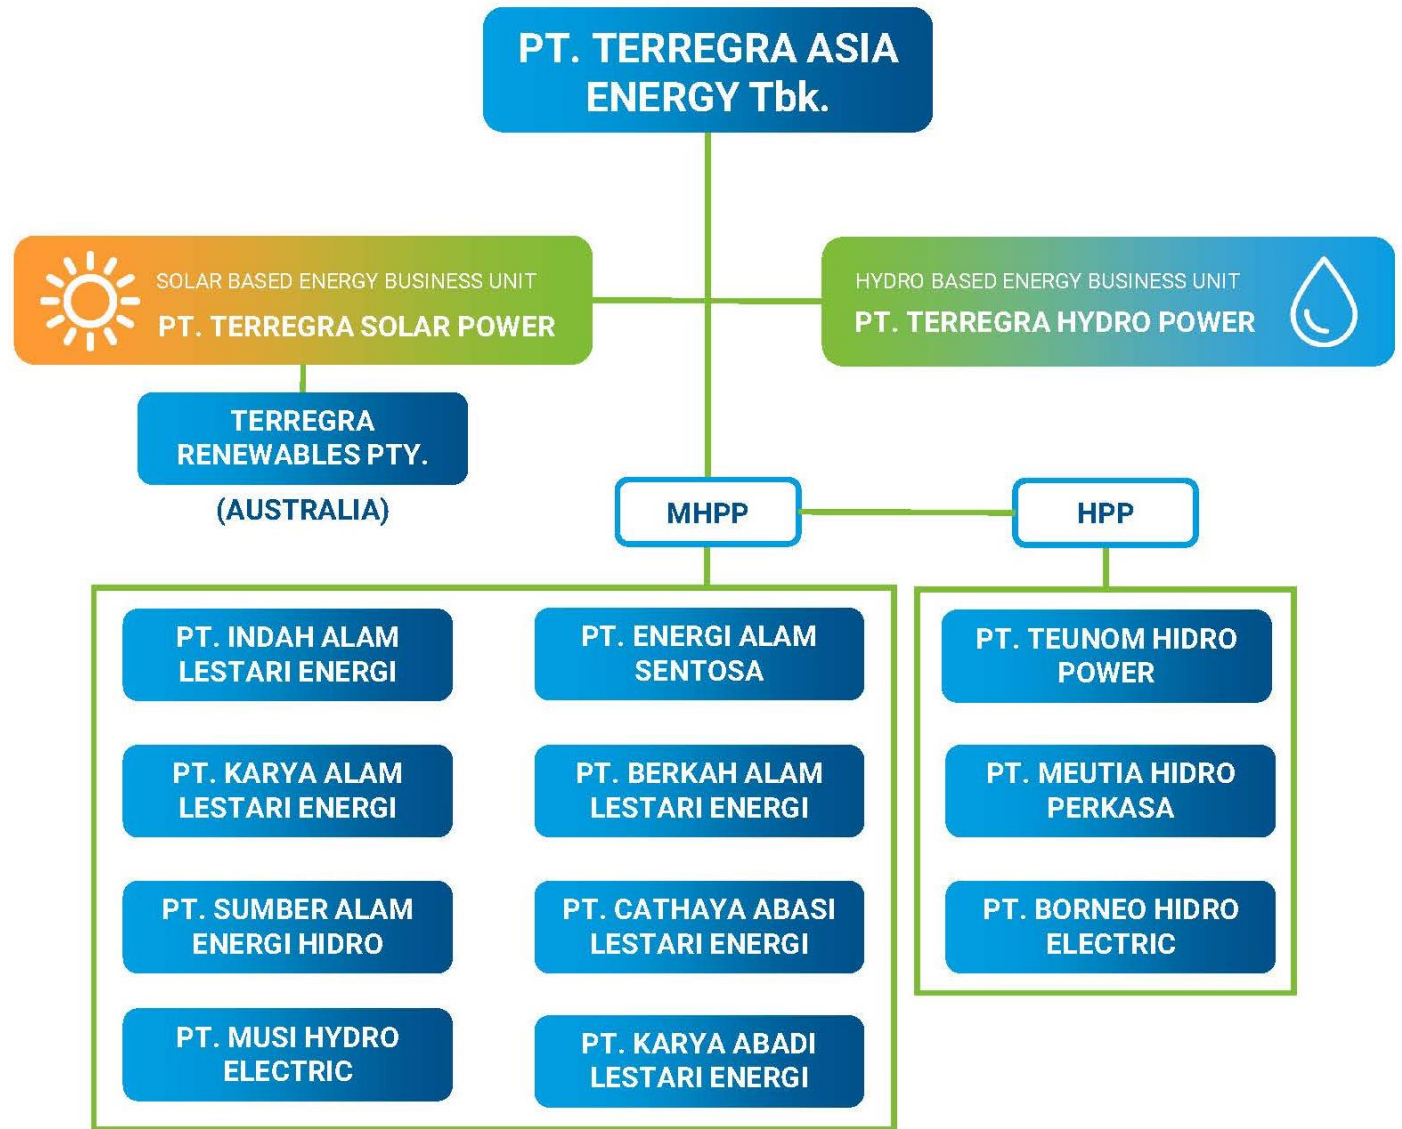 PT. TERREGRA ASIA
ENERGY Tbk.
SOLAR BASED ENERGY BUSINESS UNIT
PT. TERREGRA SOLAR POWER
HYDRO BASED ENERGY BUSINESS UNIT
PT. TERREGRA HYDRO POWER
TERREGRA
RENEWABLES PTY.
(AUSTRALIA)
MHPP
HPP
PT. INDAH ALAM
LESTARI ENERGI
PT. ENERGI ALAM
SENTOSA
PT. TEUNOM HIDRO
POWER
PT. KARYA ALAM
LESTARI ENERGI
PT. BERKAH ALAM
LESTARI ENERGI
PT. MEUTIA HIDRO
PERKASA
PT. SUMBER ALAM
ENERGI HIDRO
PT. CATHAYA ABASI
LESTARI ENERGI
PT. BORNEO HIDRO
ELECTRIC
PT. MUSI HYDRO
ELECTRIC
PT. KARYA ABADI
LESTARI ENERGI